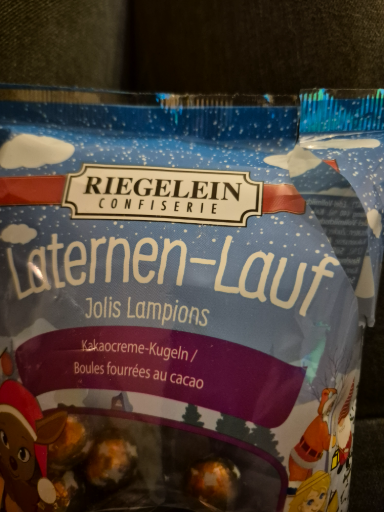 RIEGELEIN
CONFISERIE
Laternen-Lauf
Jolis Lampions
Kakaocreme-Kugeln /
Boules fourrées au cacao